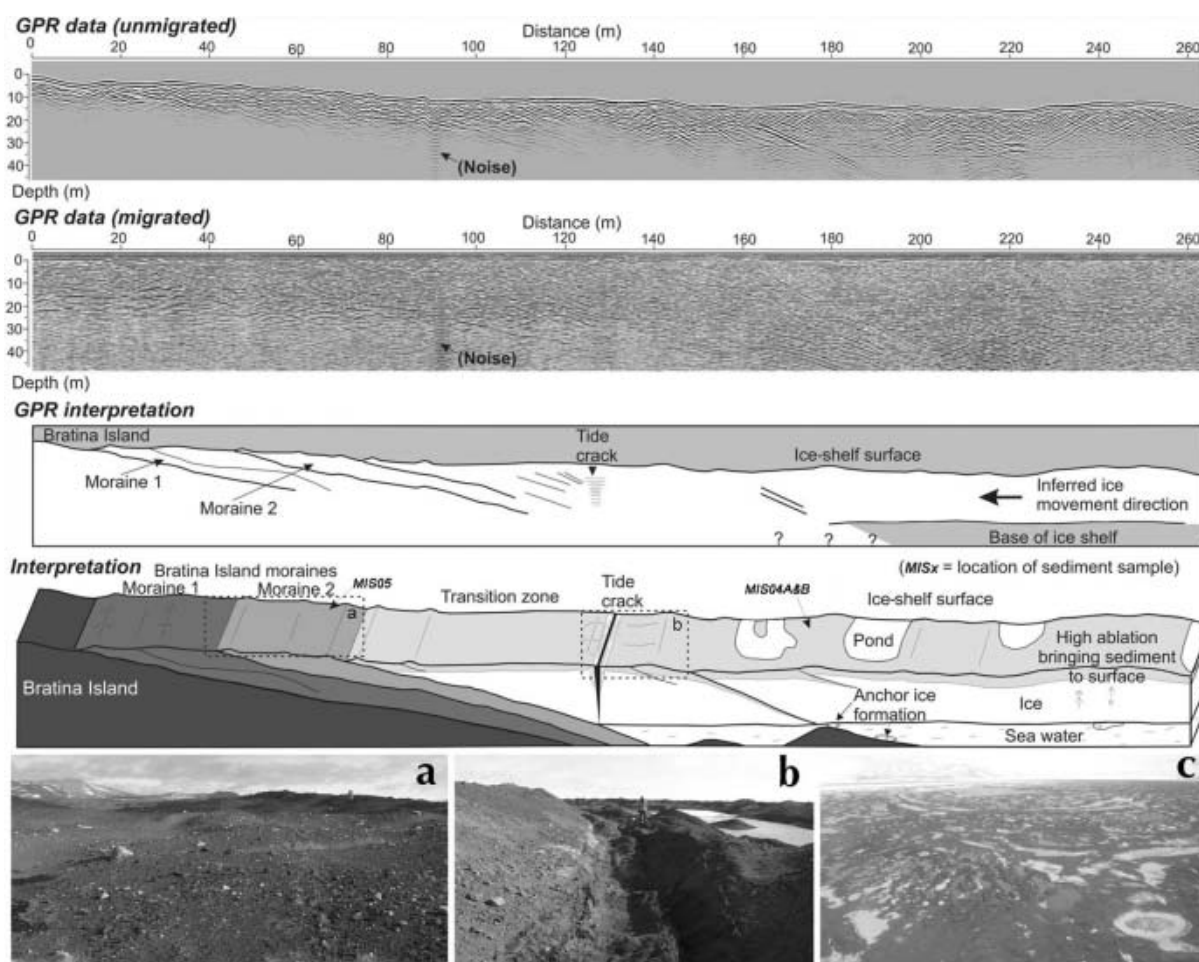 GPR data (unmigrated)
Distance (m)
0 20 40 60 80 100 120 140 160 180 200 220 240 260
0
10
20
30
40
(Noise)
Depth (m)
GPR data (migrated)
Distance (m)
0 20 40 60 80 100 120 140 160 180 200 220 240 260
0
10
20
30
40
(Noise)
Depth (m)
GPR interpretation
Bratina Island
Moraine 1
Moraine 2
Tide
crack
Ice-shelf surface
Inferred ice
movement direction
? ? ?
Base of ice shelf
Interpretation
(MISx = location of sediment sample)
Bratina Island moraines
Moraine 1 Moraine 2
MIS05
a
Transition zone
Tide
crack
b
MIS04A&B
Ice-shelf surface
Pond
High ablation
bringing sediment
to surface
Bratina Island
Anchor ice
formation
Ice
Sea water
a
b
c